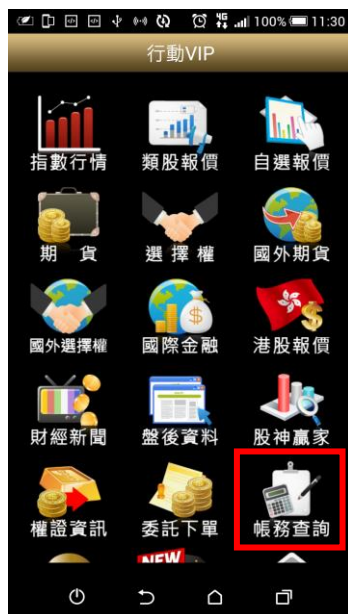 4G 100% 11:30
行動VIP
指數行情 類股報價 自選報價
期 貨 選 擇 權 國外期貨
國外選擇權 國際金融 港股報價
財經新聞 盤後資料 股神贏家
權證資訊 委託下單 帳務查詢
NEW